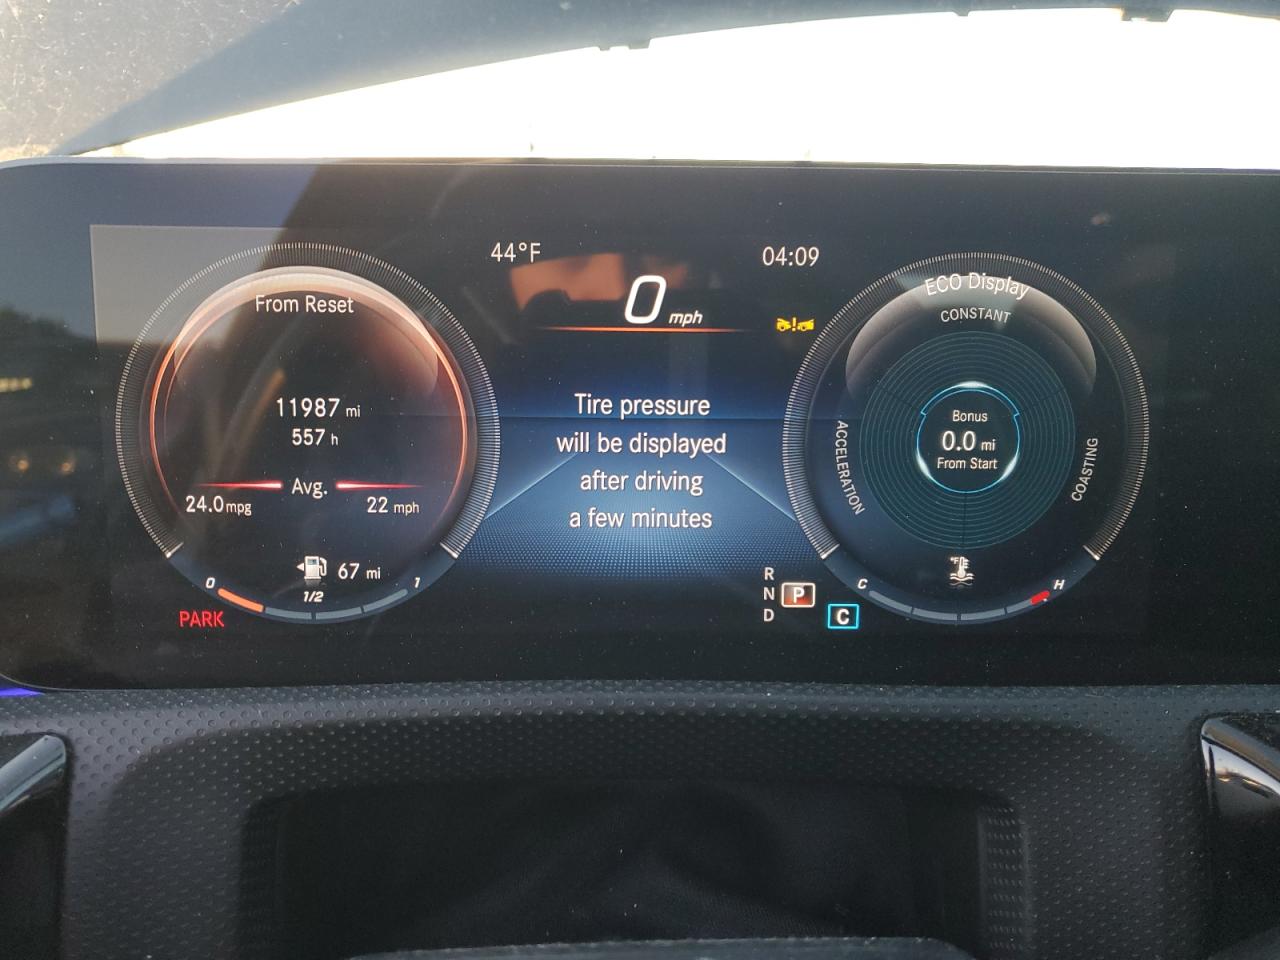 44°F
0 mph
04:09
From Reset
11987 mi
557 h
Avg.
24.0 mpg
22 mph
67 mi
0
1/2
1
PARK
Tire pressure
will be displayed
after driving
a few minutes
R
N
P
D
C
ECO Display
CONSTANT
ACCELERATION
COASTING
Bonus
0.0 mi
From Start
°F
C
H